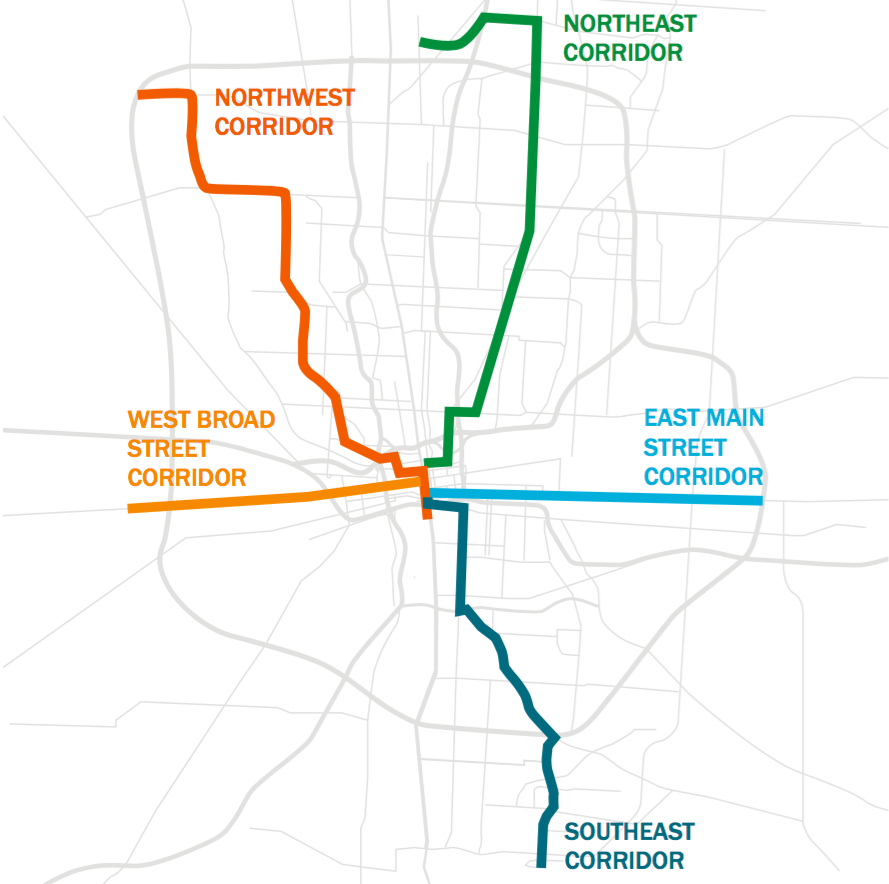 NORTHEAST
CORRIDOR
NORTHWEST
CORRIDOR
WEST BROAD
STREET
CORRIDOR
EAST MAIN
STREET
CORRIDOR
SOUTHEAST
CORRIDOR